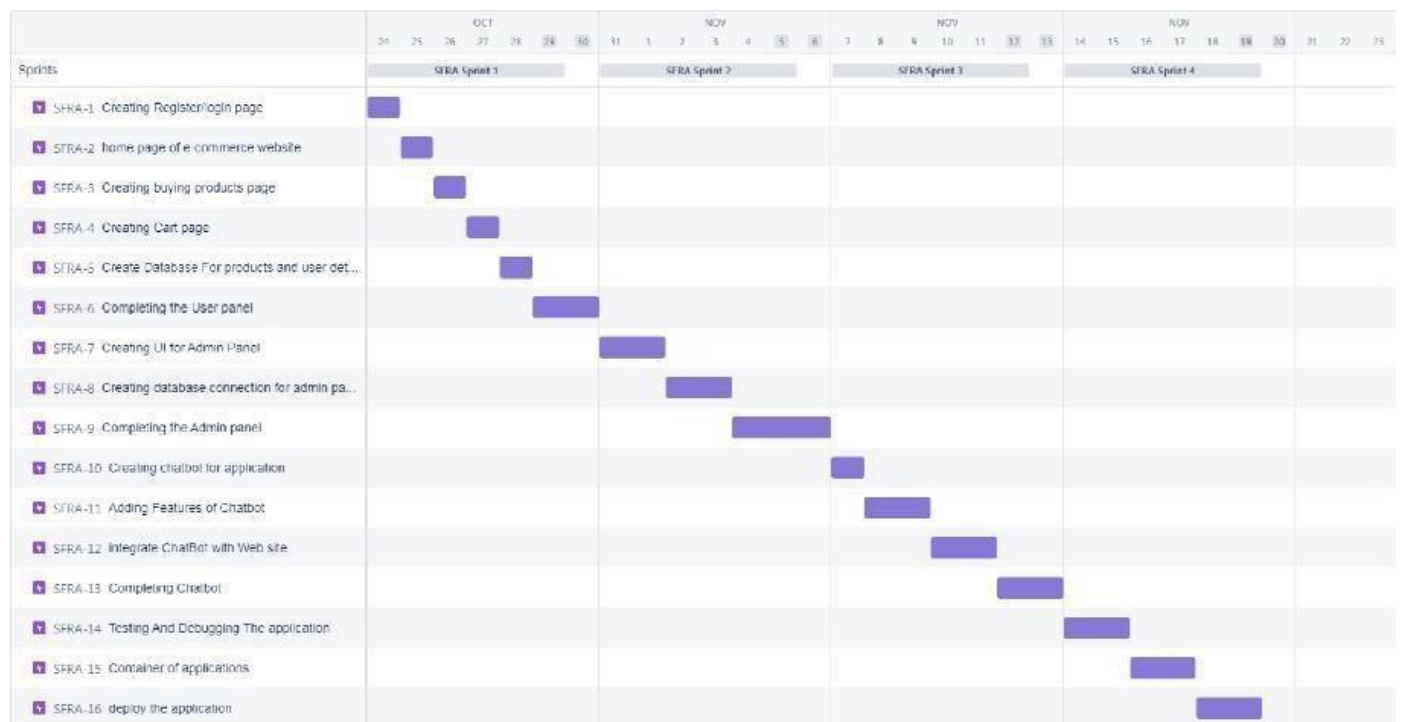 OCT NOV NOV NOV
24 25 26 27 28 29 30 31 1 2 3 4 5 6 7 8 9 10 11 12 13 14 15 16 17 18 19 20 21 22 23
Sprints SFRA Sprint 1 SFRA Sprint 2 SFRA Sprint 3 SFRA Sprint 4
SFRA-1 Creating Register/login page
SFRA-2 home page of e commerce website
SFRA-3 Creating buying products page
SFRA-4 Creating Cart page
SFRA-5 Create Database For products and user det...
SFRA-6 Completing the User panel
SFRA-7 Creating UI for Admin Panel
SFRA-8 Creating database connection for admin pa...
SFRA-9 Completing the Admin panel
SFRA-10 Creating chatbot for application
SFRA-11 Adding Features of Chatbot
SFRA-12 integrate ChatBot with Web site
SFRA-13 Completing Chatbot
SFRA-14 Testing And Debugging The application
SFRA-15 Container of applications
SFRA-16 deploy the application